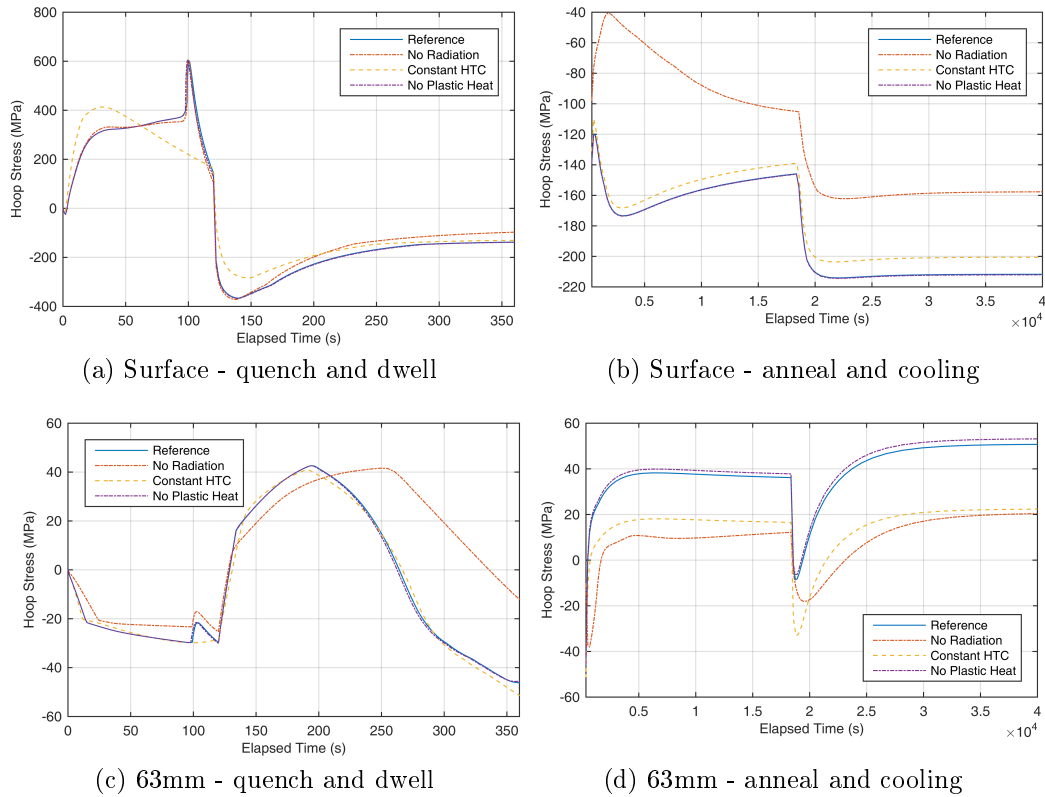 800
600
400
200
0
-200
-400
0 50 100 150 200 250 300 350
Hoop Stress (MPa)
Elapsed Time (s)
Reference
No Radiation
Constant HTC
No Plastic Heat
(a) Surface - quench and dwell
-40
-60
-80
-100
-120
-140
-160
-180
-200
-220
0.5 1 1.5 2 2.5 3 3.5 4
×10⁴
Hoop Stress (MPa)
Elapsed Time (s)
Reference
No Radiation
Constant HTC
No Plastic Heat
(b) Surface - anneal and cooling
60
40
20
0
-20
-40
-60
0 50 100 150 200 250 300 350
Hoop Stress (MPa)
Elapsed Time (s)
Reference
No Radiation
Constant HTC
No Plastic Heat
(c) 63mm - quench and dwell
60
40
20
0
-20
-40
-60
0.5 1 1.5 2 2.5 3 3.5 4
×10⁴
Hoop Stress (MPa)
Elapsed Time (s)
Reference
No Radiation
Constant HTC
No Plastic Heat
(d) 63mm - anneal and cooling